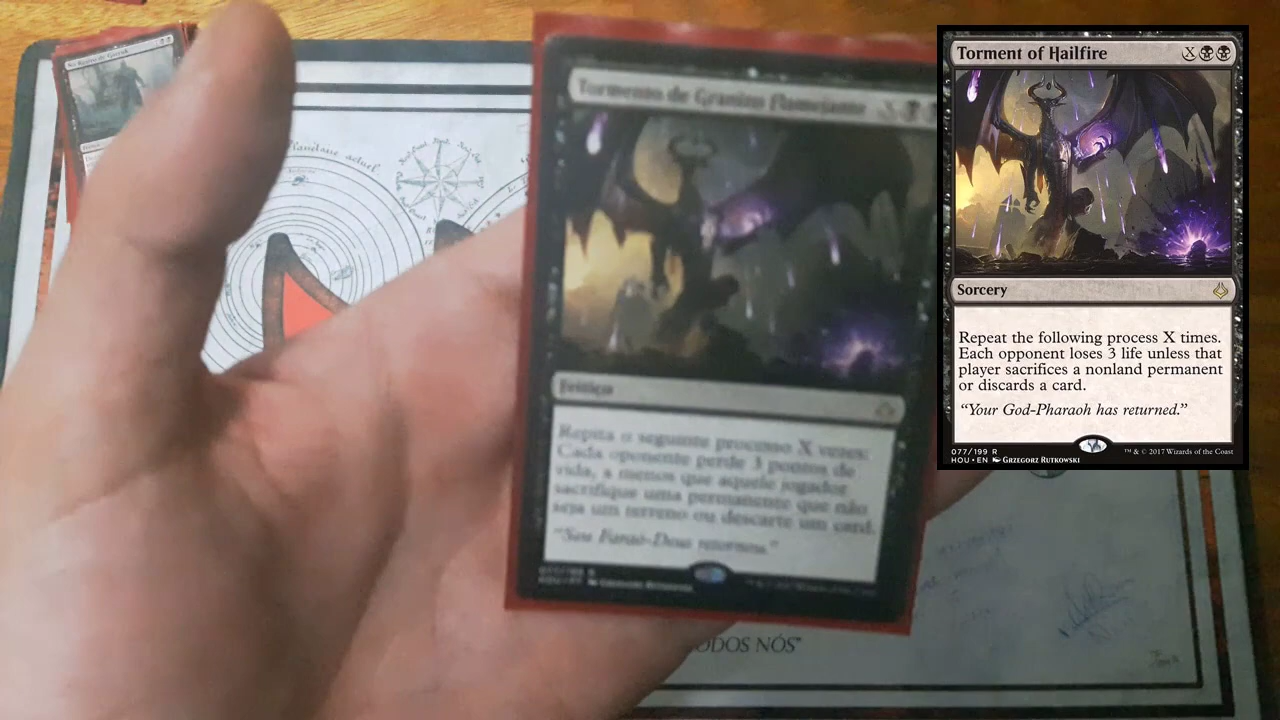 Tormento de Granizo Flamejante
Feitiço
Repita o seguinte processo X vezes:
Cada oponente perde 3 pontos de
vida, a menos que aquele jogador
sacrifique uma permanente que não
seja um terreno ou descarte um card.
"Seu Faraó-Deus retornou."
ODOS NÓS"
Torment of Hailfire X
Sorcery
Repeat the following process X times.
Each opponent loses 3 life unless that
player sacrifices a nonland permanent
or discards a card.
“Your God-Pharaoh has returned.”
077/199 R
HOU • EN Grzegorz Rutkowski
™ & © 2017 Wizards of the Coast